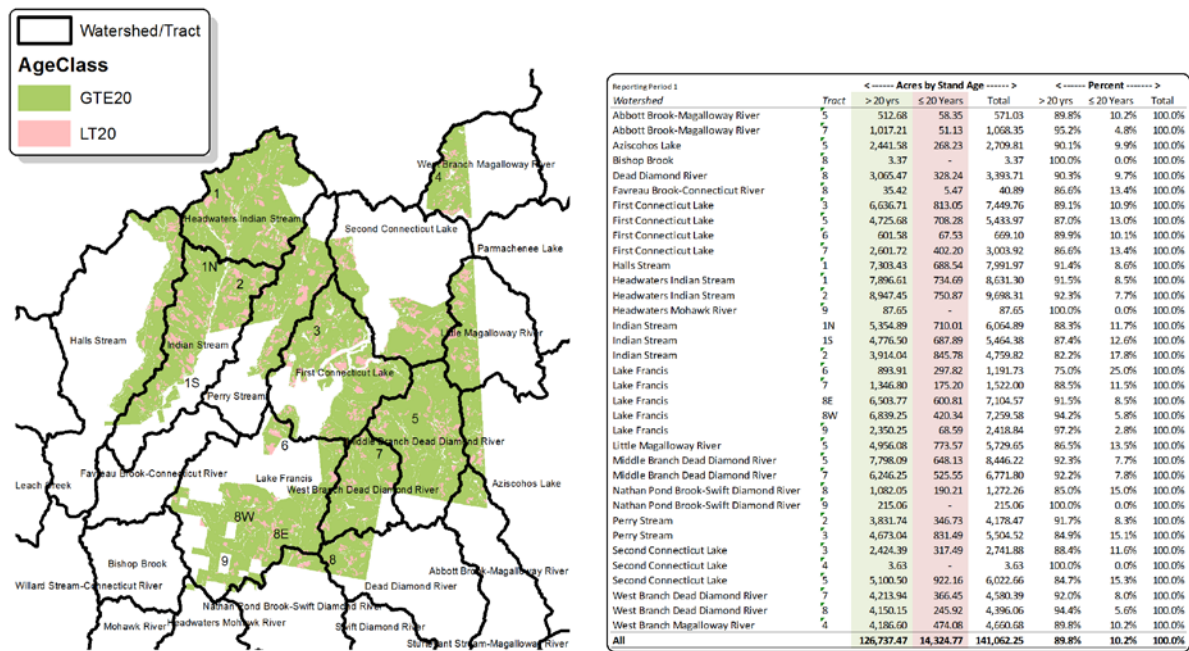 Watershed/Tract
AgeClass
GTE20
LT20
West Branch Magalloway River
4
1
Headwaters Indian Stream
Second Connecticut Lake
Parmachenee Lake
1N
2
Halls Stream
Indian Stream
3
Little Magalloway River
1S
First Connecticut Lake
Perry Stream
5
6
Middle Branch Dead Diamond River
7
Favreau Brook-Connecticut River
Leach Creek
Lake Francis
Aziscohos Lake
West Branch Dead Diamond River
8W
8E
9
8
Bishop Brook
Abbott Brook-Magalloway River
Willard Stream-Connecticut River
Dead Diamond River
Nathan Pond Brook-Swift Diamond River
Mohawk River
Headwaters Mohawk River
Swift Diamond River
Sturtevant Stream-Magalloway River
Reporting Period 1 < ------ Acres by Stand Age ------ > < ------ Percent ------- >
Watershed Tract > 20 yrs ≤ 20 Years Total > 20 yrs ≤ 20 Years Total
Abbott Brook-Magalloway River 5 512.68 58.35 571.03 89.8% 10.2% 100.0%
Abbott Brook-Magalloway River 7 1,017.21 51.13 1,068.35 95.2% 4.8% 100.0%
Aziscohos Lake 5 2,441.58 268.23 2,709.81 90.1% 9.9% 100.0%
Bishop Brook 8 3.37 - 3.37 100.0% 0.0% 100.0%
Dead Diamond River 8 3,065.47 328.24 3,393.71 90.3% 9.7% 100.0%
Favreau Brook-Connecticut River 8 35.42 5.47 40.89 86.6% 13.4% 100.0%
First Connecticut Lake 3 6,636.71 813.05 7,449.76 89.1% 10.9% 100.0%
First Connecticut Lake 5 4,725.68 708.28 5,433.97 87.0% 13.0% 100.0%
First Connecticut Lake 6 601.58 67.53 669.10 89.9% 10.1% 100.0%
First Connecticut Lake 7 2,601.72 402.20 3,003.92 86.6% 13.4% 100.0%
Halls Stream 1 7,303.43 688.54 7,991.97 91.4% 8.6% 100.0%
Headwaters Indian Stream 1 7,896.61 734.69 8,631.30 91.5% 8.5% 100.0%
Headwaters Indian Stream 2 8,947.45 750.87 9,698.31 92.3% 7.7% 100.0%
Headwaters Mohawk River 9 87.65 - 87.65 100.0% 0.0% 100.0%
Indian Stream 1N 5,354.89 710.01 6,064.89 88.3% 11.7% 100.0%
Indian Stream 1S 4,776.50 687.89 5,464.38 87.4% 12.6% 100.0%
Indian Stream 2 3,914.04 845.78 4,759.82 82.2% 17.8% 100.0%
Lake Francis 6 893.91 297.82 1,191.73 75.0% 25.0% 100.0%
Lake Francis 7 1,346.80 175.20 1,522.00 88.5% 11.5% 100.0%
Lake Francis 8E 6,503.77 600.81 7,104.57 91.5% 8.5% 100.0%
Lake Francis 8W 6,839.25 420.34 7,259.58 94.2% 5.8% 100.0%
Lake Francis 9 2,350.25 68.59 2,418.84 97.2% 2.8% 100.0%
Little Magalloway River 5 4,956.08 773.57 5,729.65 86.5% 13.5% 100.0%
Middle Branch Dead Diamond River 5 7,798.09 648.13 8,446.22 92.3% 7.7% 100.0%
Middle Branch Dead Diamond River 7 6,246.25 525.55 6,771.80 92.2% 7.8% 100.0%
Nathan Pond Brook-Swift Diamond River 8 1,082.05 190.21 1,272.26 85.0% 15.0% 100.0%
Nathan Pond Brook-Swift Diamond River 9 215.06 - 215.06 100.0% 0.0% 100.0%
Perry Stream 2 3,831.74 346.73 4,178.47 91.7% 8.3% 100.0%
Perry Stream 3 4,673.04 831.49 5,504.52 84.9% 15.1% 100.0%
Second Connecticut Lake 3 2,424.39 317.49 2,741.88 88.4% 11.6% 100.0%
Second Connecticut Lake 4 3.63 - 3.63 100.0% 0.0% 100.0%
Second Connecticut Lake 5 5,100.50 922.16 6,022.66 84.7% 15.3% 100.0%
West Branch Dead Diamond River 7 4,213.94 366.45 4,580.39 92.0% 8.0% 100.0%
West Branch Dead Diamond River 8 4,150.15 245.92 4,396.06 94.4% 5.6% 100.0%
West Branch Magalloway River 4 4,186.60 474.08 4,660.68 89.8% 10.2% 100.0%
All 126,737.47 14,324.77 141,062.25 89.8% 10.2% 100.0%